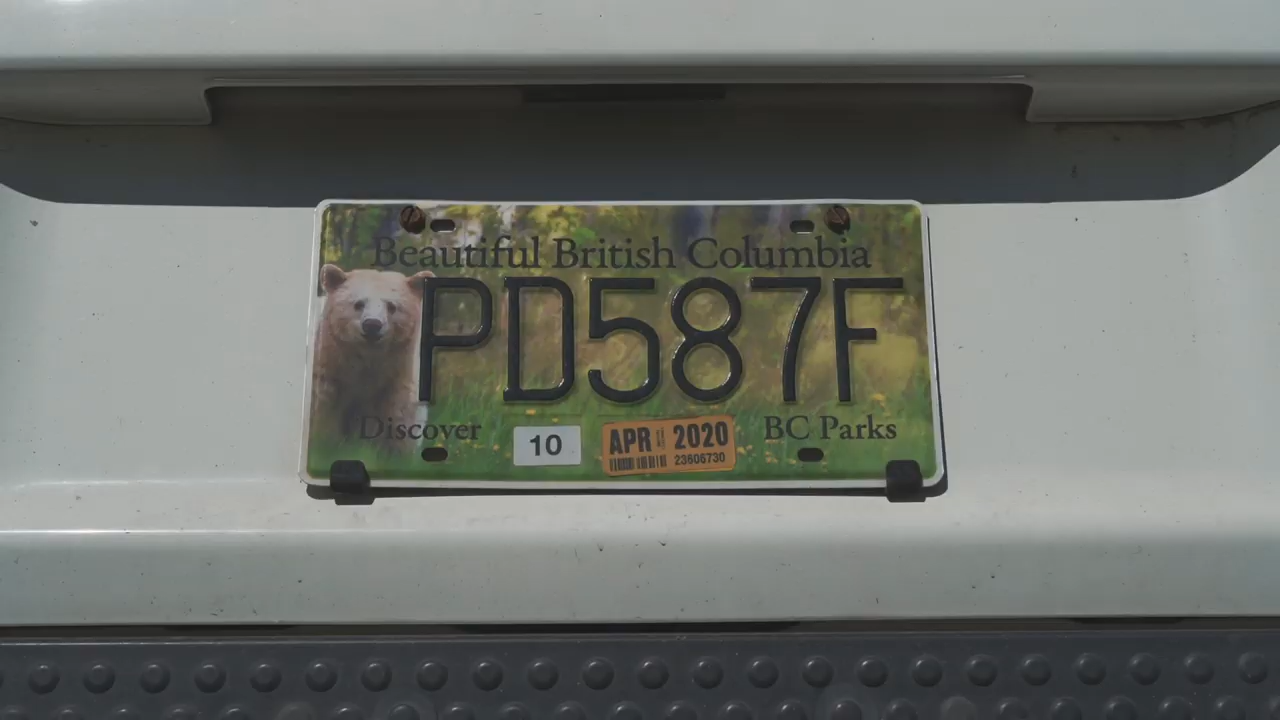 Beautiful British Columbia
PD587F
Discover
10
APR 2020
23606730
BC Parks